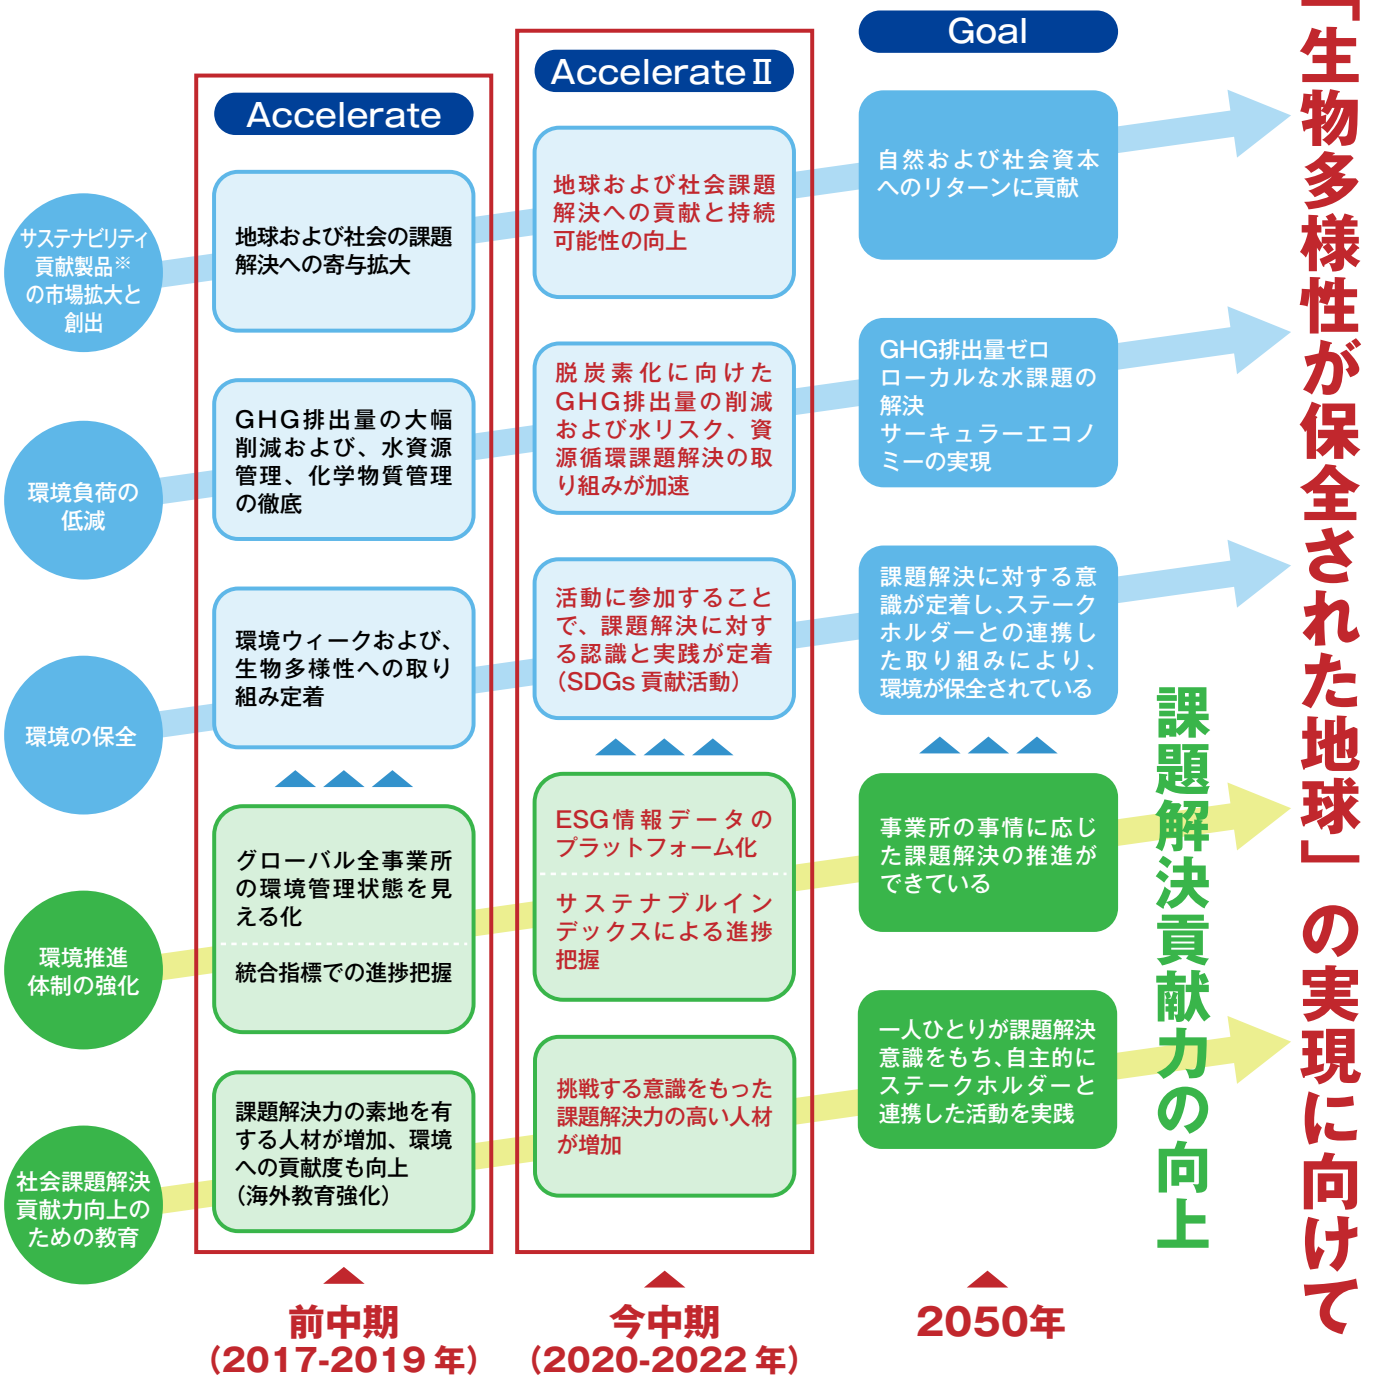 Accelerate
Accelerate Ⅱ
Goal
サステナビリティ
貢献製品※
の市場拡大と
創出
地球および社会の課題
解決への寄与拡大
地球および社会課題
解決への貢献と持続
可能性の向上
自然および社会資本
へのリターンに貢献
環境負荷の
低減
GHG排出量の大幅
削減および、水資源
管理、化学物質管理
の徹底
脱炭素化に向けた
GHG排出量の削減
および水リスク、資
源循環課題解決の取
り組みが加速
GHG排出量ゼロ
ローカルな水課題の
解決
サーキュラーエコノ
ミーの実現
環境の保全
環境ウィークおよび、
生物多様性への取り
組み定着
活動に参加すること
で、課題解決に対す
る認識と実践が定着
（SDGs 貢献活動）
課題解決に対する意
識が定着し、ステーク
ホルダーとの連携し
た取り組みにより、
環境が保全されている
環境推進
体制の強化
グローバル全事業所
の環境管理状態を見
える化
統合指標での進捗把握
ESG情報データの
プラットフォーム化
サステナブルイン
デックスによる進捗
把握
事業所の事情に応じ
た課題解決の推進が
できている
社会課題解決
貢献力向上の
ための教育
課題解決力の素地を有
する人材が増加、環境
への貢献度も向上
（海外教育強化）
挑戦する意識をもった
課題解決力の高い人材
が増加
一人ひとりが課題解決
意識をもち、自主的に
ステークホルダーと
連携した活動を実践
前中期
（2017-2019 年）
今中期
（2020-2022 年）
2050年
課題解決貢献力の向上
「生物多様性が保全された地球」の実現に向けて